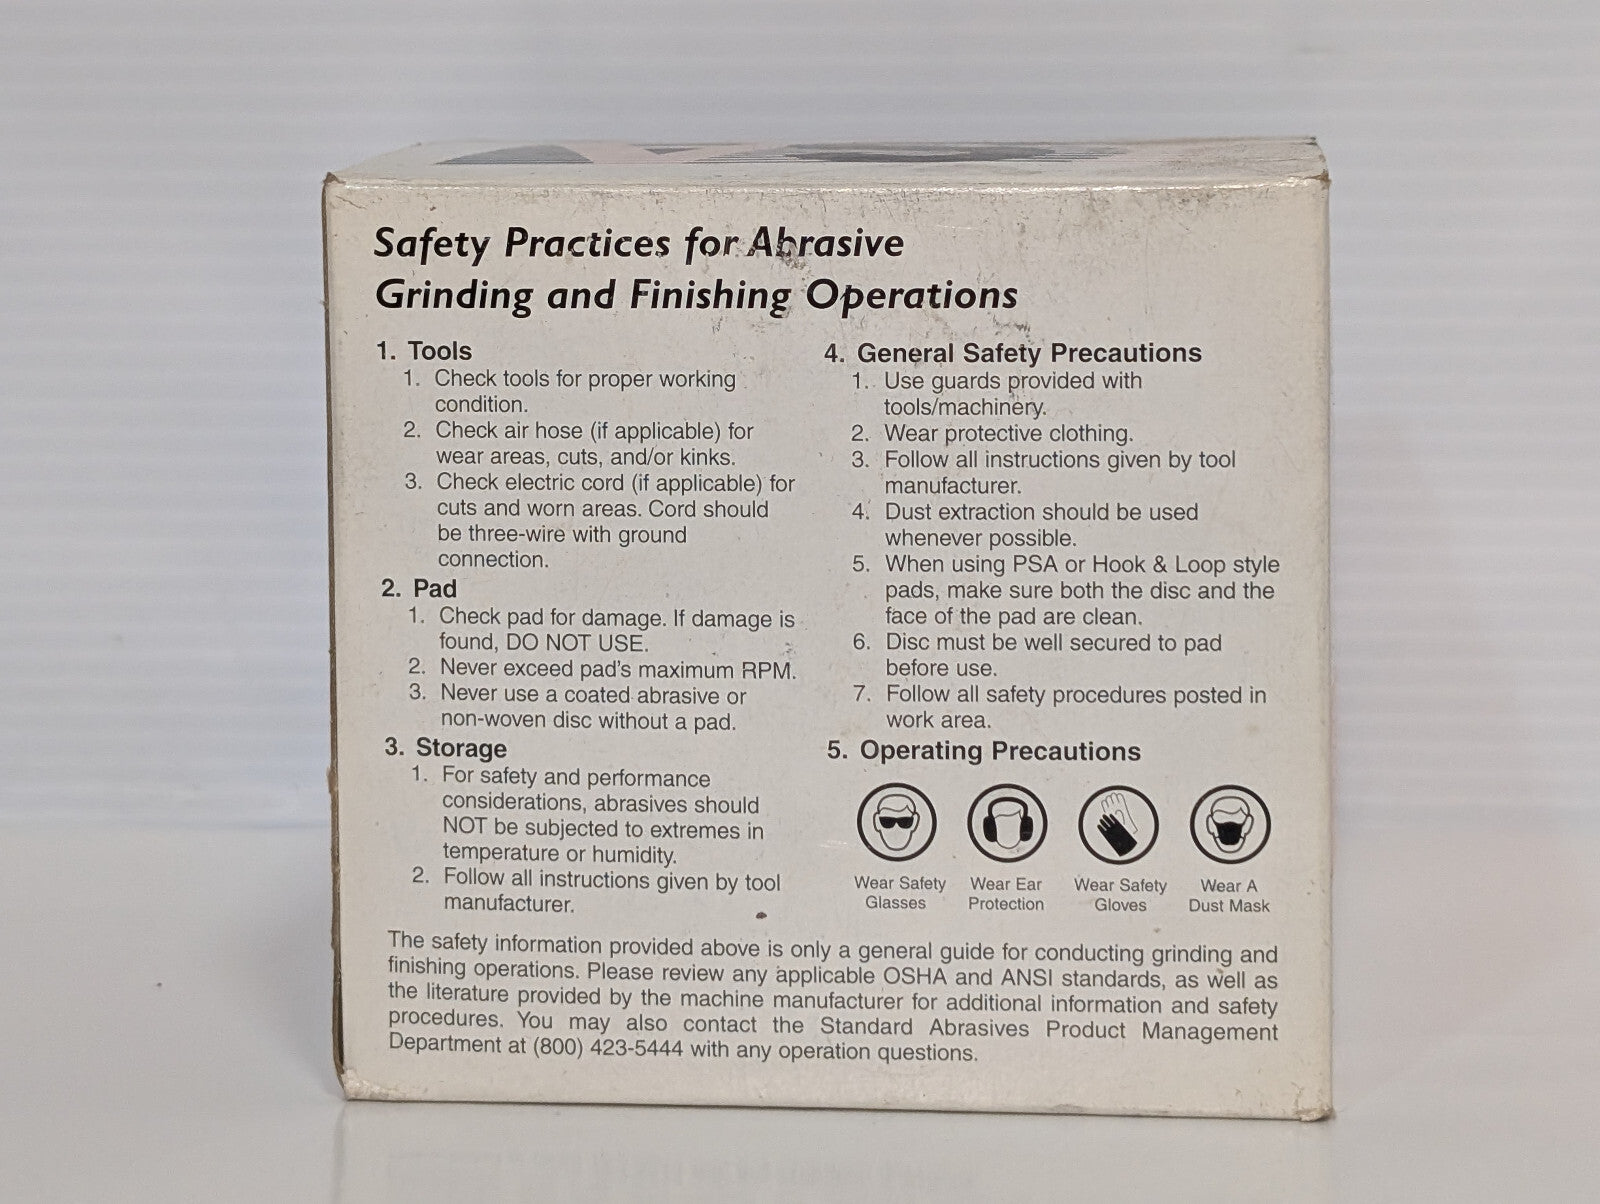 Safety Practices for Abrasive
Grinding and Finishing Operations
1. Tools
1. Check tools for proper working
condition.
2. Check air hose (if applicable) for
wear areas, cuts, and/or kinks.
3. Check electric cord (if applicable) for
cuts and worn areas. Cord should
be three-wire with ground
connection.
2. Pad
1. Check pad for damage. If damage is
found, DO NOT USE.
2. Never exceed pad's maximum RPM.
3. Never use a coated abrasive or
non-woven disc without a pad.
3. Storage
1. For safety and performance
considerations, abrasives should
NOT be subjected to extremes in
temperature or humidity.
2. Follow all instructions given by tool
manufacturer.
4. General Safety Precautions
1. Use guards provided with
tools/machinery.
2. Wear protective clothing.
3. Follow all instructions given by tool
manufacturer.
4. Dust extraction should be used
whenever possible.
5. When using PSA or Hook & Loop style
pads, make sure both the disc and the
face of the pad are clean.
6. Disc must be well secured to pad
before use.
7. Follow all safety procedures posted in
work area.
5. Operating Precautions
Wear Safety
Glasses
Wear Ear
Protection
Wear Safety
Gloves
Wear A
Dust Mask
The safety information provided above is only a general guide for conducting grinding and
finishing operations. Please review any applicable OSHA and ANSI standards, as well as
the literature provided by the machine manufacturer for additional information and safety
procedures. You may also contact the Standard Abrasives Product Management
Department at (800) 423-5444 with any operation questions.